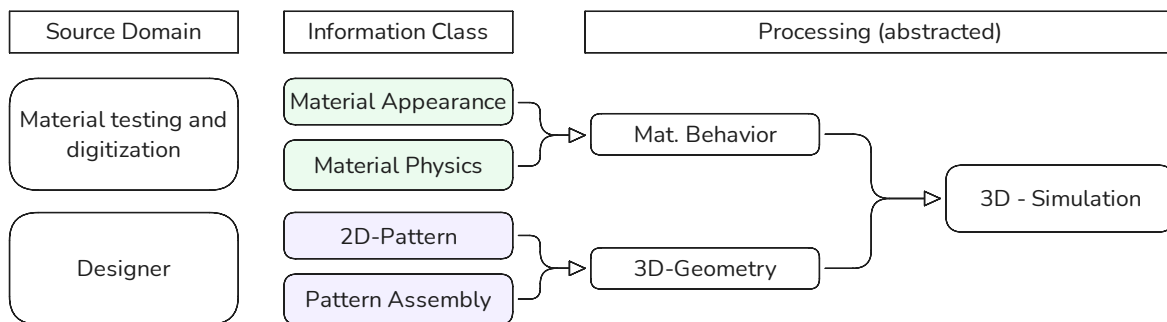 Source Domain
Information Class
Processing (abstracted)
Material testing and
digitization
Material Appearance
Material Physics
Mat. Behavior
3D - Simulation
Designer
2D-Pattern
Pattern Assembly
3D-Geometry